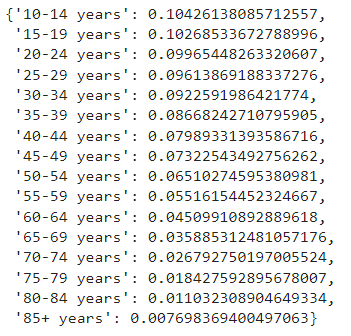 {'10-14 years': 0.10426138085712557,
'15-19 years': 0.10268533672788996,
'20-24 years': 0.09965448263320607,
'25-29 years': 0.09613869188337276,
'30-34 years': 0.0922591986421774,
'35-39 years': 0.08668242710795905,
'40-44 years': 0.07989331393586716,
'45-49 years': 0.07322543492756262,
'50-54 years': 0.06510274595380981,
'55-59 years': 0.05516154452324667,
'60-64 years': 0.04509910892889618,
'65-69 years': 0.035885312481057176,
'70-74 years': 0.026792750197005524,
'75-79 years': 0.018427592895678007,
'80-84 years': 0.011032308904649334,
'85+ years': 0.007698369400497063}